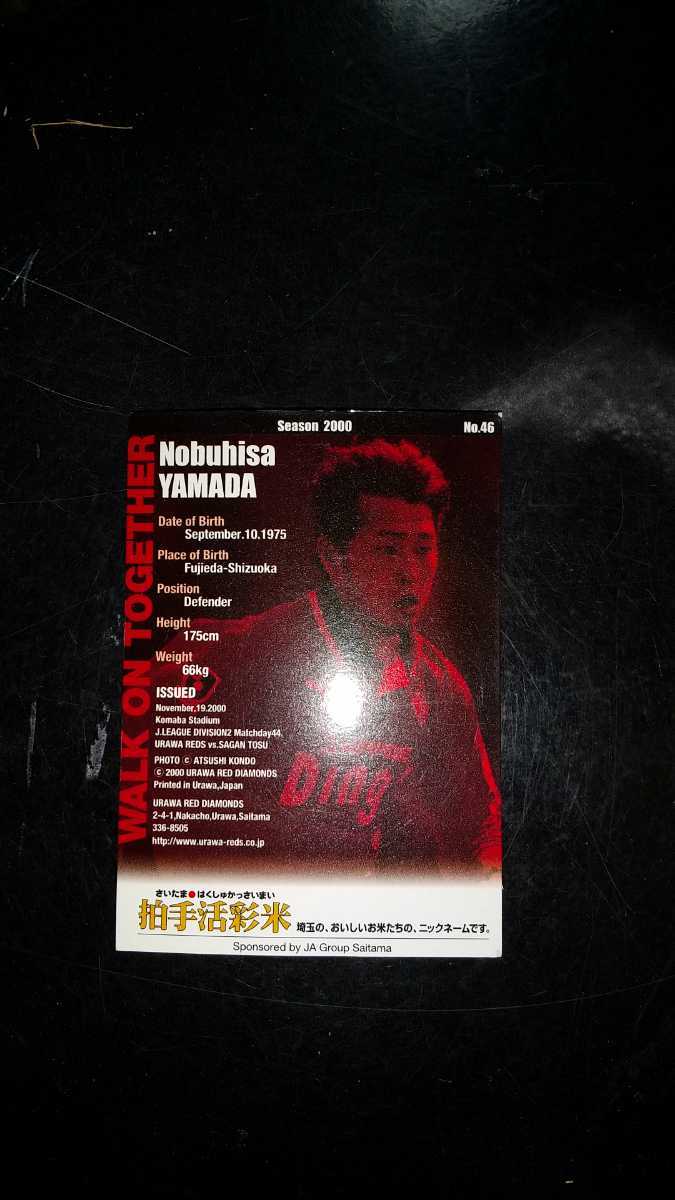 Season 2000
No.46
WALK ON TOGETHER
Nobuhisa
YAMADA
Date of Birth
September.10.1975
Place of Birth
Fujieda-Shizuoka
Position
Defender
Height
175cm
Weight
66kg
ISSUED
November.19.2000
Komaba Stadium
J.LEAGUE DIVISION2 Matchday44,
URAWA REDS vs.SAGAN TOSU
PHOTO © ATSUSHI KONDO
© 2000 URAWA RED DIAMONDS
Printed in Urawa,Japan
URAWA RED DIAMONDS
2-4-1,Nakacho,Urawa,Saitama
336-8505
http://www.urawa-reds.co.jp
Ding
さいたま●はくしゅかっさいまい
拍手活彩米 埼玉の、おいしいお米たちの、ニックネームです。
Sponsored by JA Group Saitama